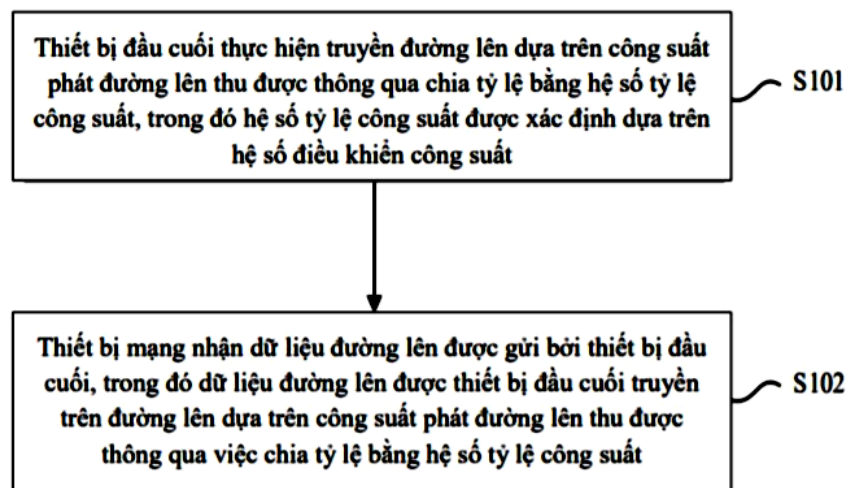 Thiết bị đầu cuối thực hiện truyền đường lên dựa trên công suất
phát đường lên thu được thông qua chia tỷ lệ bằng hệ số tỷ lệ
công suất, trong đó hệ số tỷ lệ công suất được xác định dựa trên
hệ số điều khiển công suất
S101
Thiết bị mạng nhận dữ liệu đường lên được gửi bởi thiết bị đầu
cuối, trong đó dữ liệu đường lên được thiết bị đầu cuối truyền
trên đường lên dựa trên công suất phát đường lên thu được
thông qua việc chia tỷ lệ bằng hệ số tỷ lệ công suất
S102